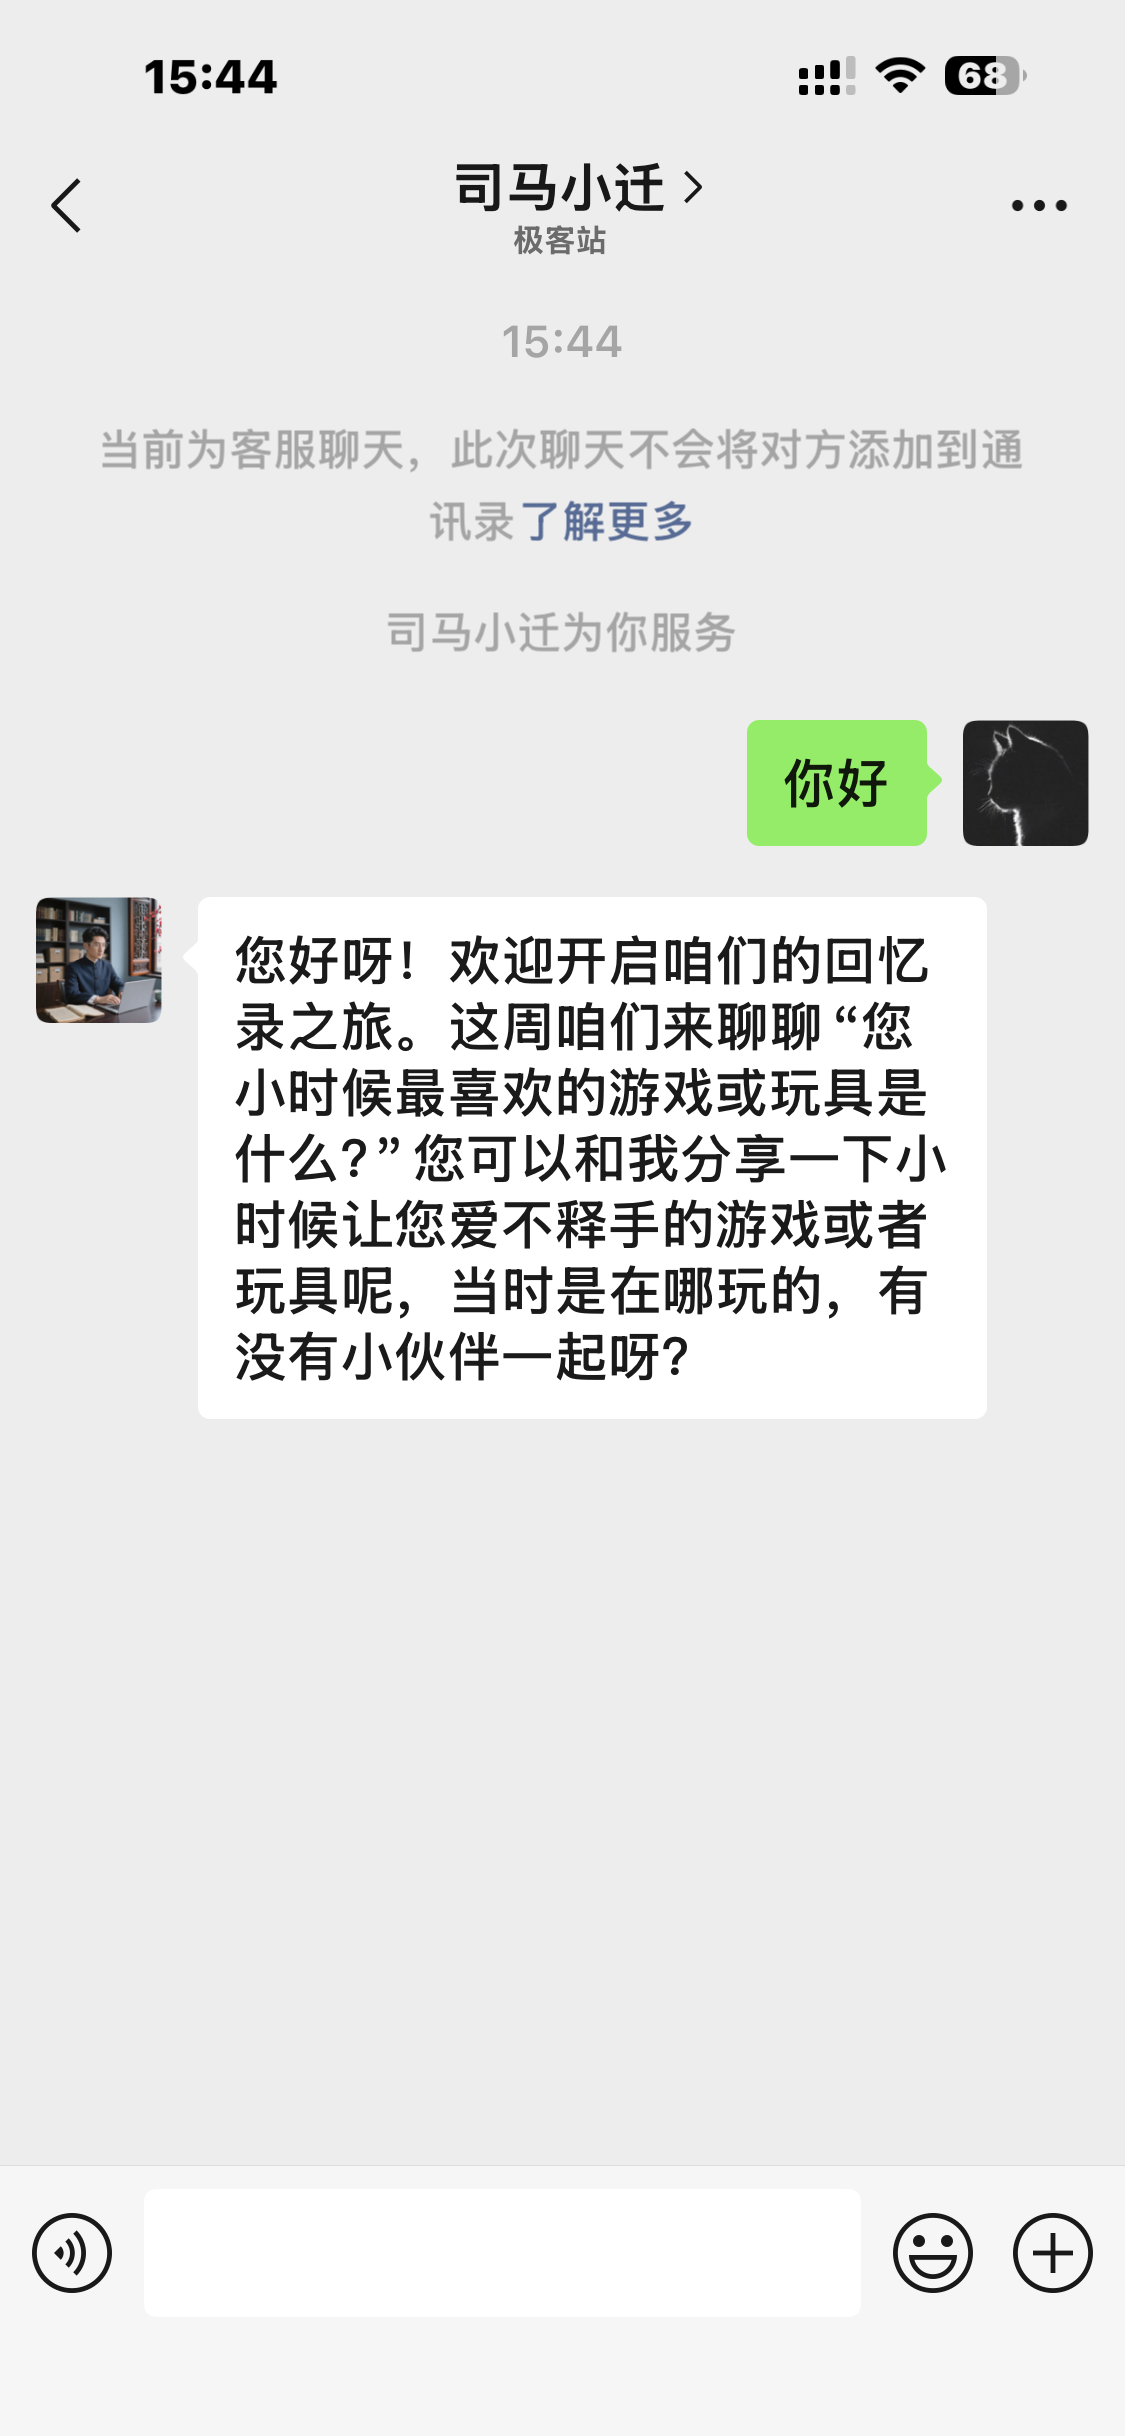 15:44
68
司马小迁
极客站
15:44
当前为客服聊天，此次聊天不会将对方添加到通
讯录了解更多
司马小迁为你服务
你好
您好呀！欢迎开启咱们的回忆
录之旅。这周咱们来聊聊“您
小时候最喜欢的游戏或玩具是
什么?”您可以和我分享一下小
时候让您爱不释手的游戏或者
玩具呢，当时是在哪玩的，有
没有小伙伴一起呀?